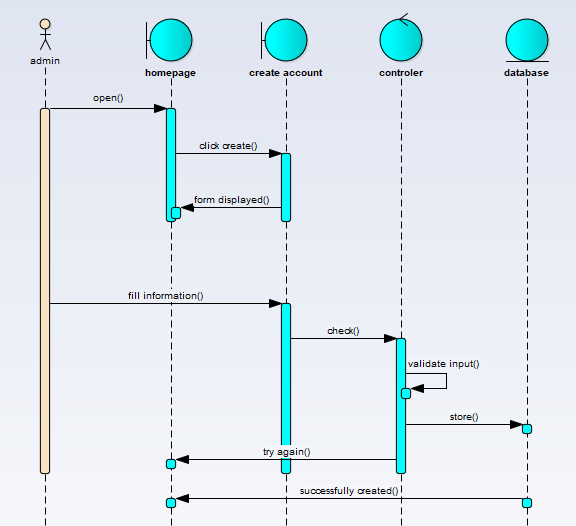 admin
homepage
create account
controler
database
open()
click create()
form displayed()
fill information()
check()
validate input()
store()
try again()
successfully created()